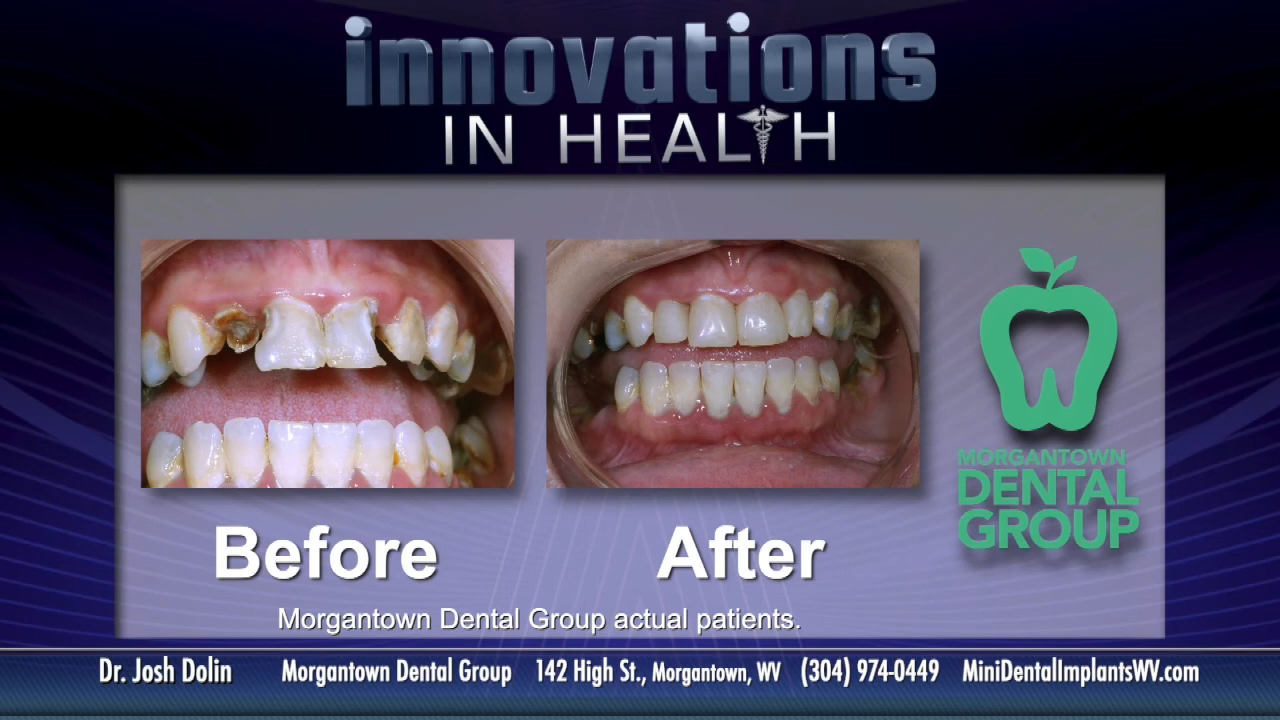 innovations
IN HEALTH
MORGANTOWN
DENTAL
GROUP
Before
After
Morgantown Dental Group actual patients.
Dr. Josh Dolin Morgantown Dental Group 142 High St., Morgantown, WV (304) 974-0449 MiniDentalImplantsWV.com